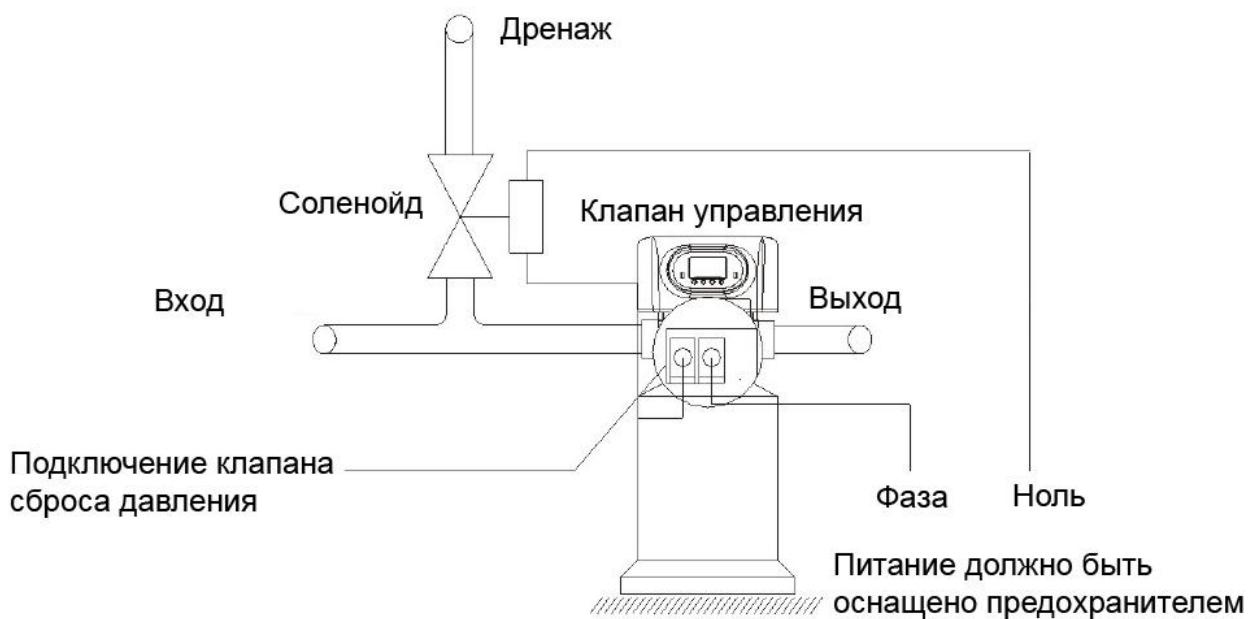 Дренаж
Соленойд
Клапан управления
Вход
Выход
Подключение клапана
сброса давления
Фаза
Ноль
Питание должно быть
оснащено предохранителем